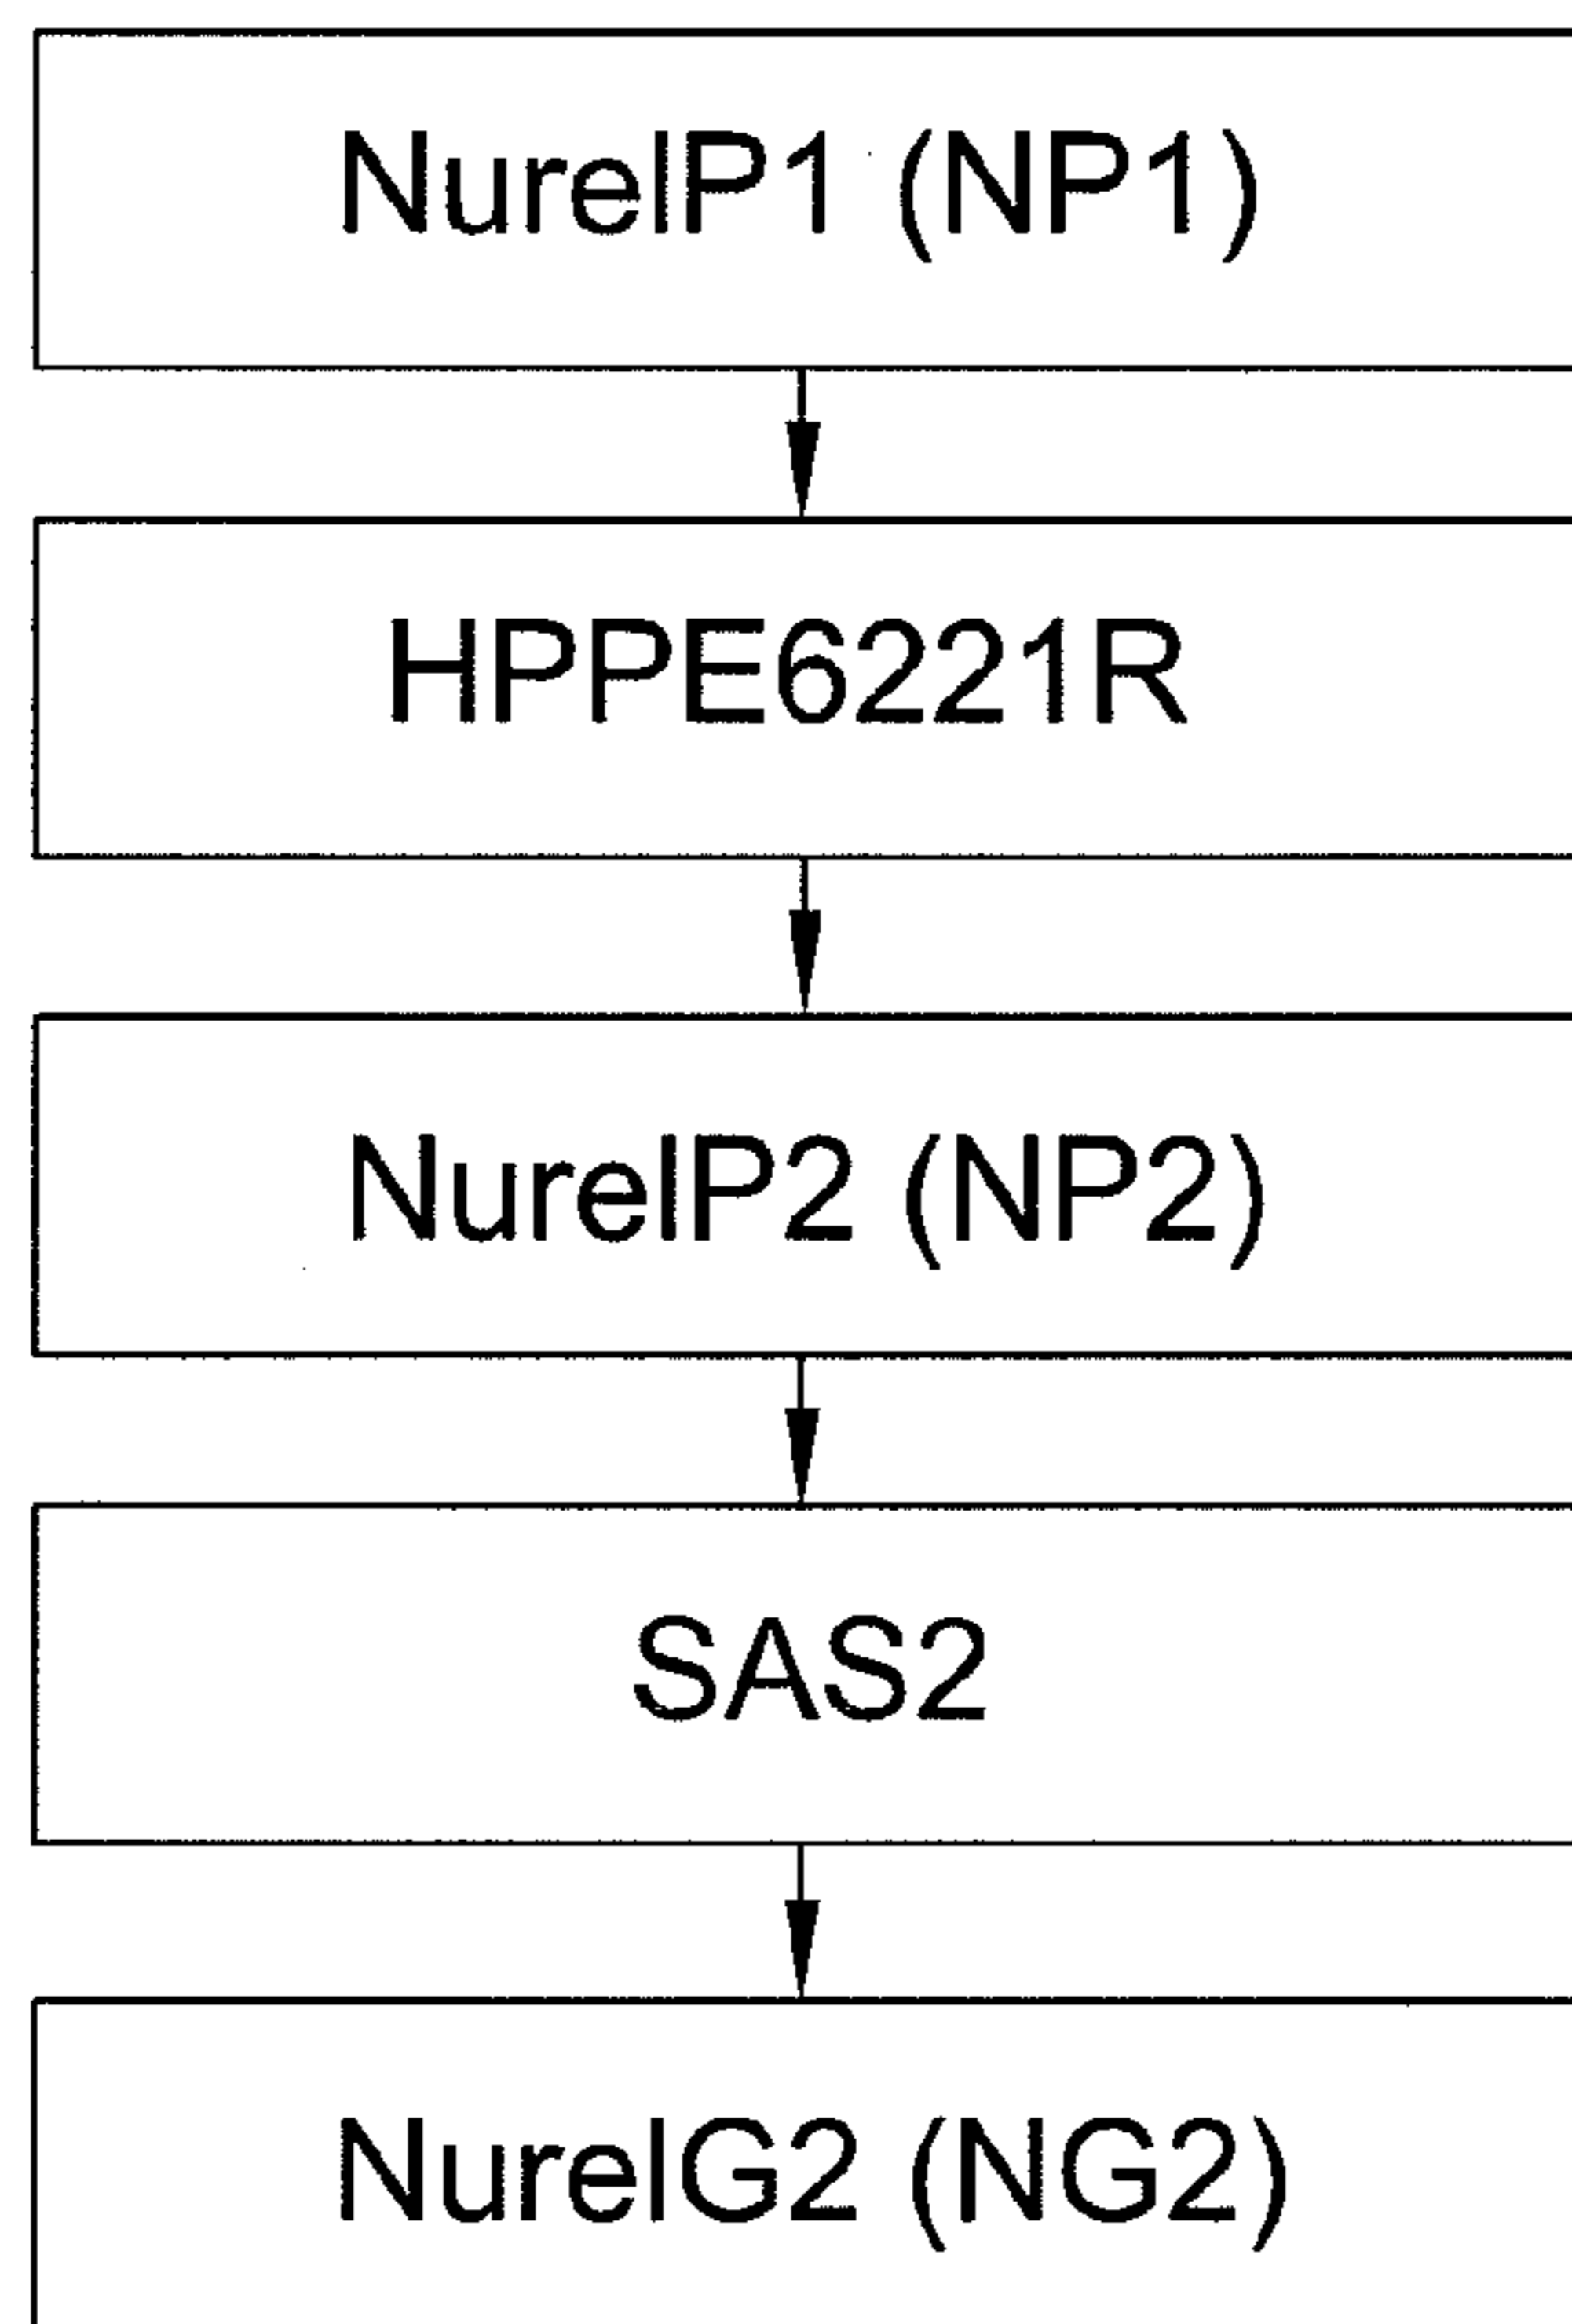 NurelP1 (NP1)
HPPE6221R
NurelP2 (NP2)
SAS2
NurelG2 (NG2)